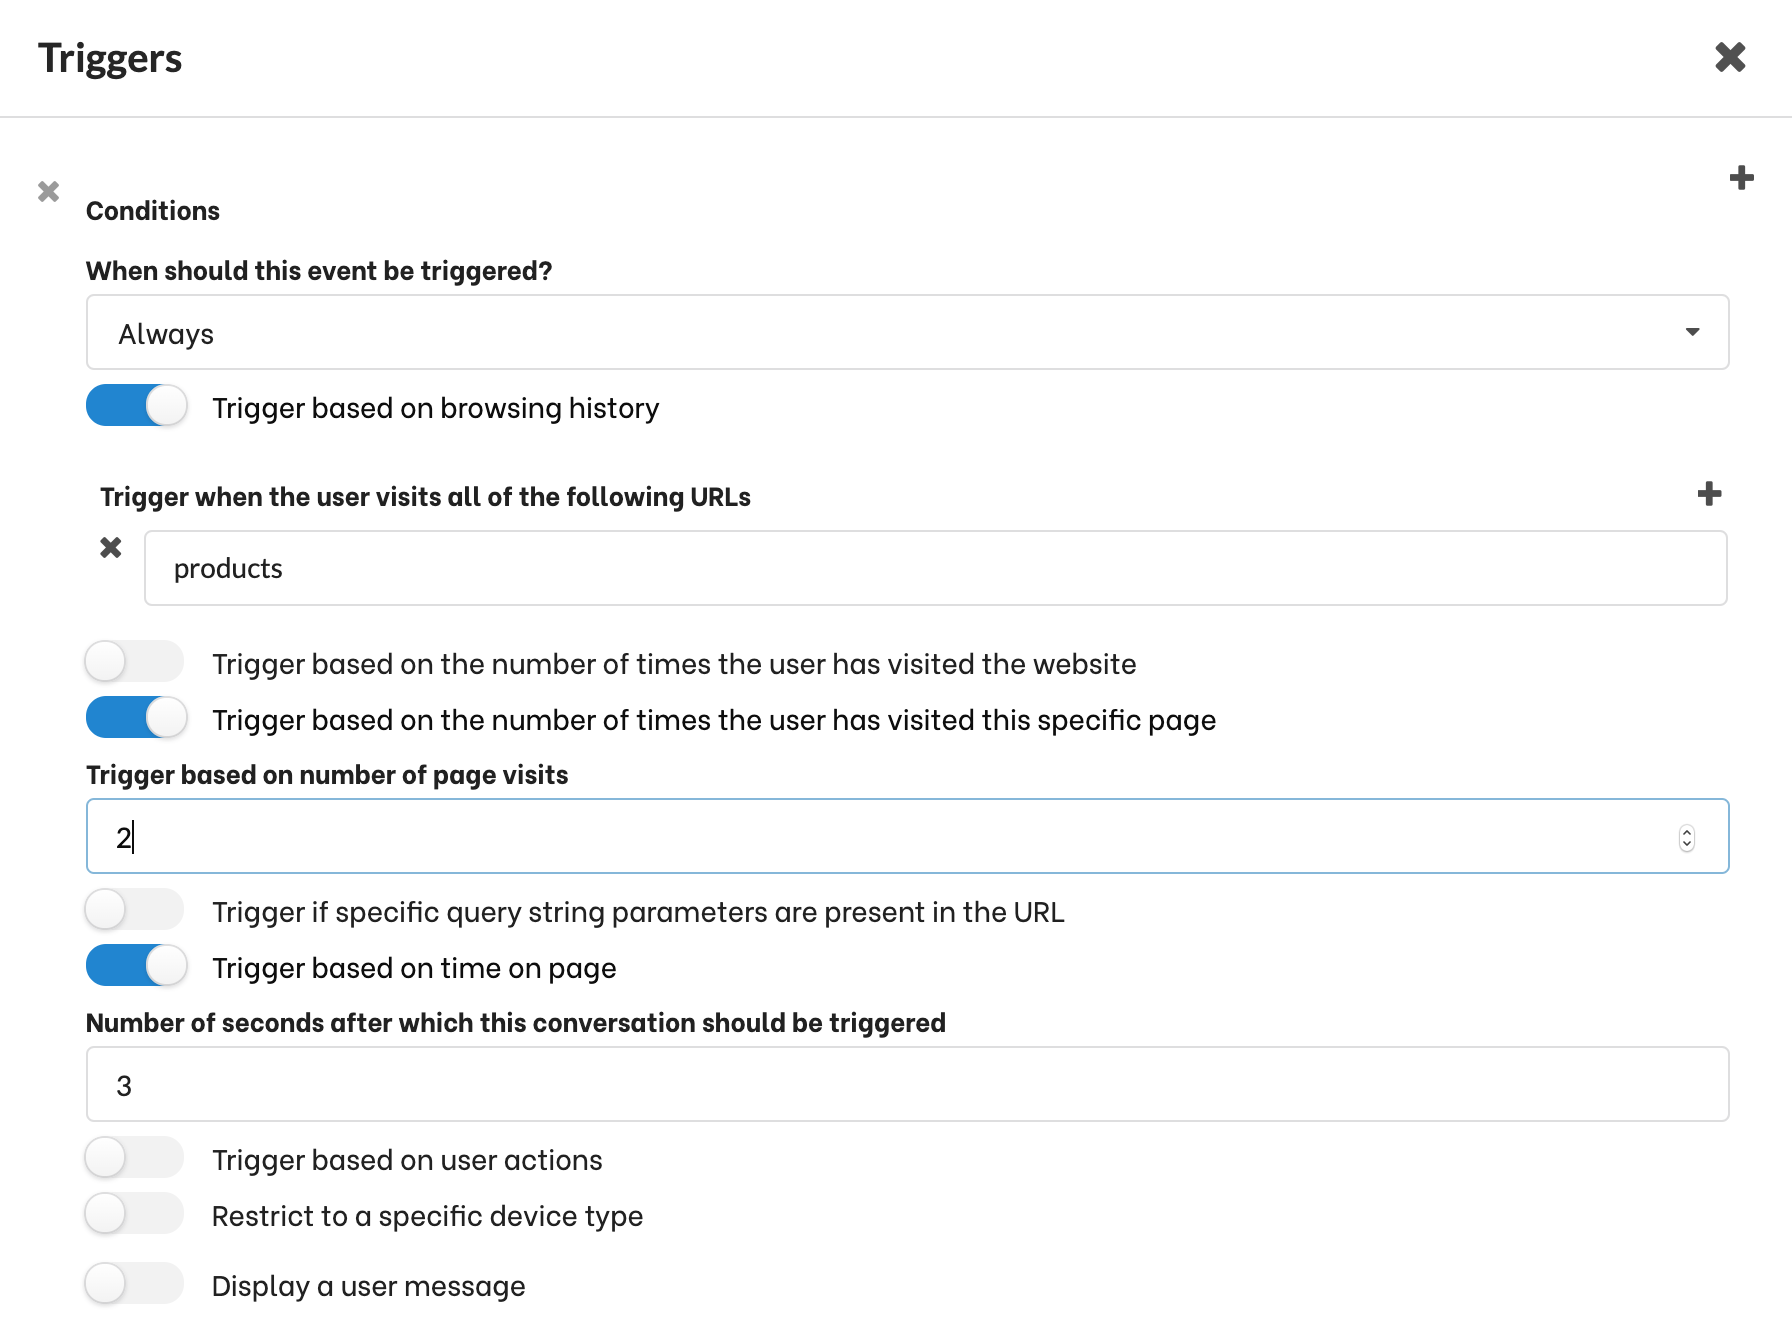 Triggers
Conditions
When should this event be triggered?
Always
Trigger based on browsing history
Trigger when the user visits all of the following URLs
products
Trigger based on the number of times the user has visited the website
Trigger based on the number of times the user has visited this specific page
Trigger based on number of page visits
2
Trigger if specific query string parameters are present in the URL
Trigger based on time on page
Number of seconds after which this conversation should be triggered
3
Trigger based on user actions
Restrict to a specific device type
Display a user message